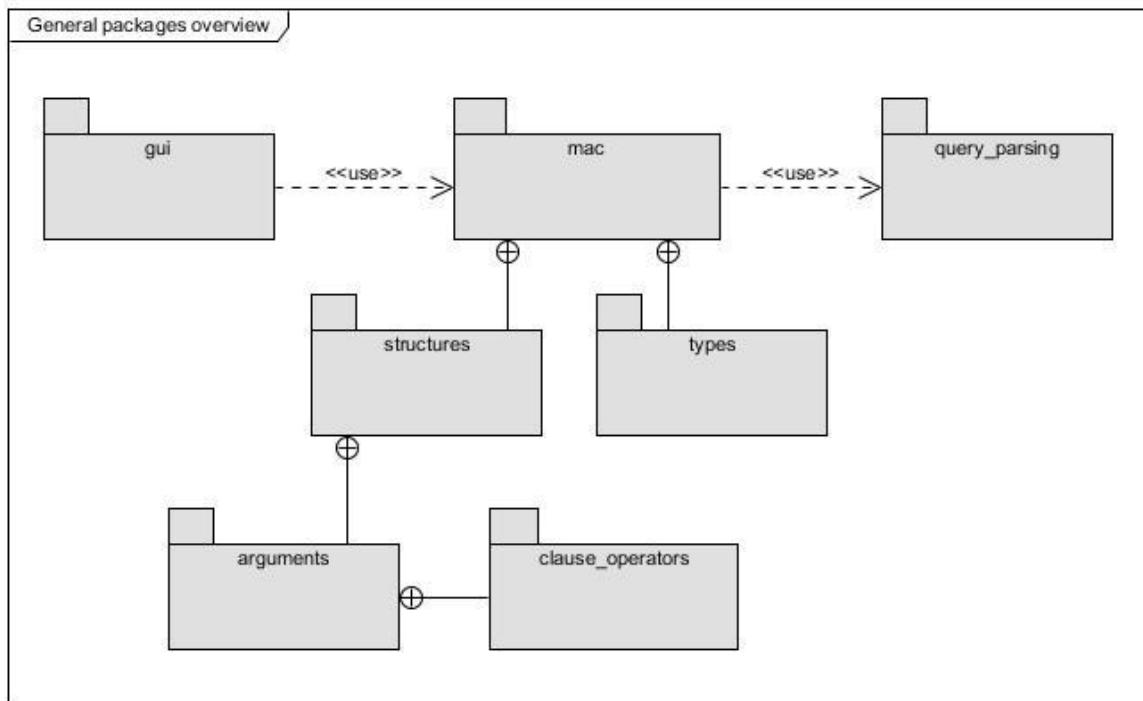 General packages overview
gui
mac
query_parsing
<<use>>
<<use>>
structures
types
arguments
clause_operators